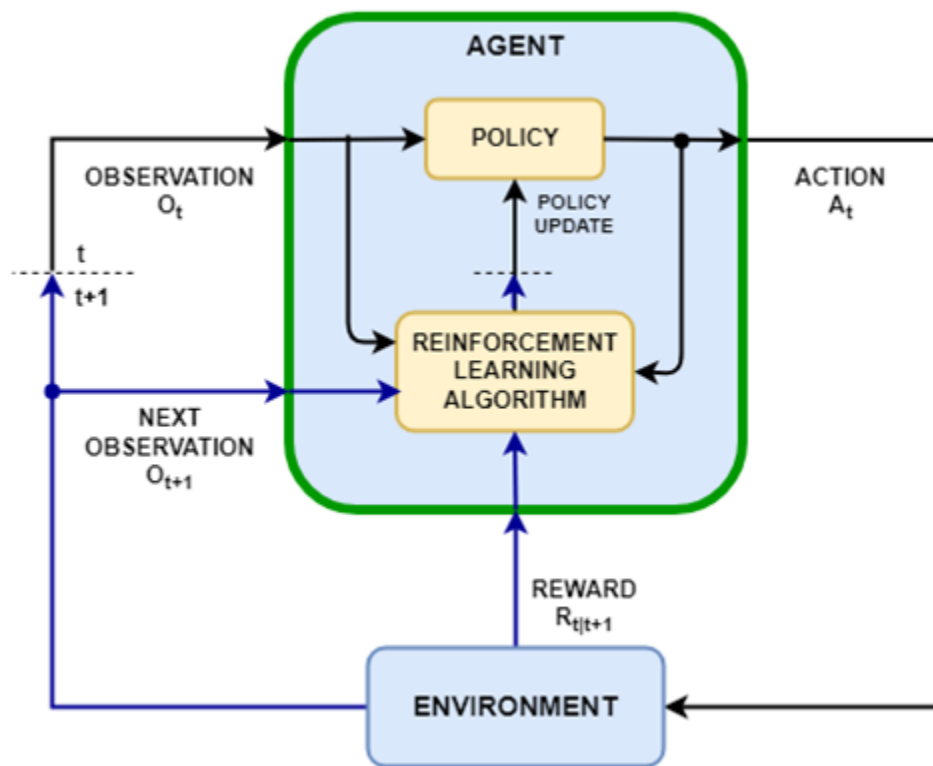 AGENT
POLICY
OBSERVATION
Oₜ
ACTION
Aₜ
POLICY
UPDATE
t
t+1
REINFORCEMENT
LEARNING
ALGORITHM
NEXT
OBSERVATION
Oₜ₊₁
REWARD
Rₜ|ₜ₊₁
ENVIRONMENT